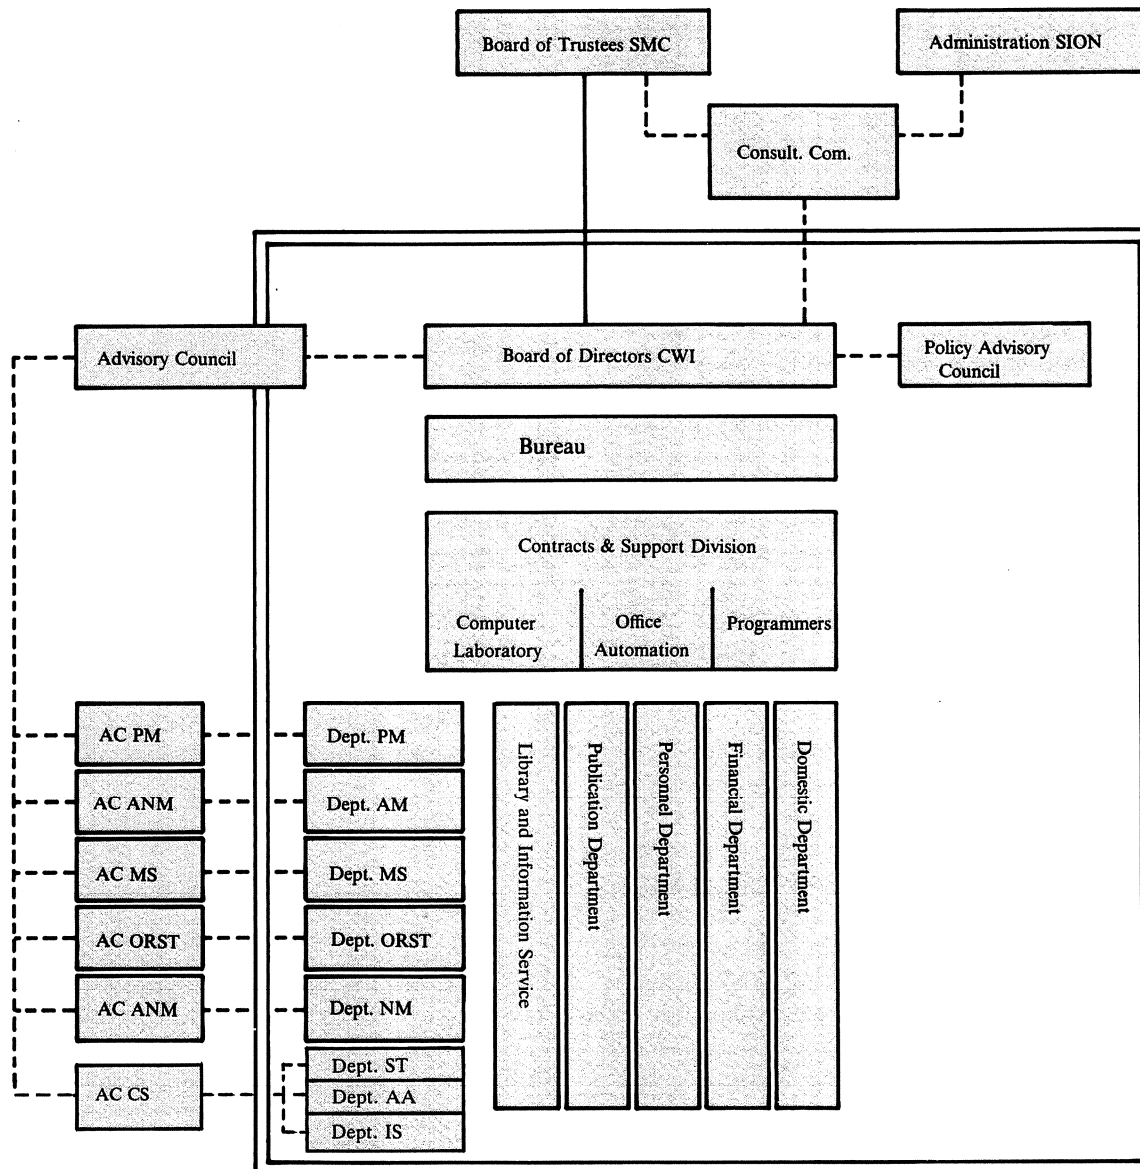 Board of Trustees SMC
Administration SION
Consult. Com.
Advisory Council
Board of Directors CWI
Policy Advisory
Council
Bureau
Contracts & Support Division
Computer
Laboratory
Office
Automation
Programmers
AC PM
Dept. PM
AC ANM
Dept. AM
AC MS
Dept. MS
AC ORST
Dept. ORST
AC ANM
Dept. NM
AC CS
Dept. ST
Dept. AA
Dept. IS
Library and Information Service
Publication Department
Personnel Department
Financial Department
Domestic Department